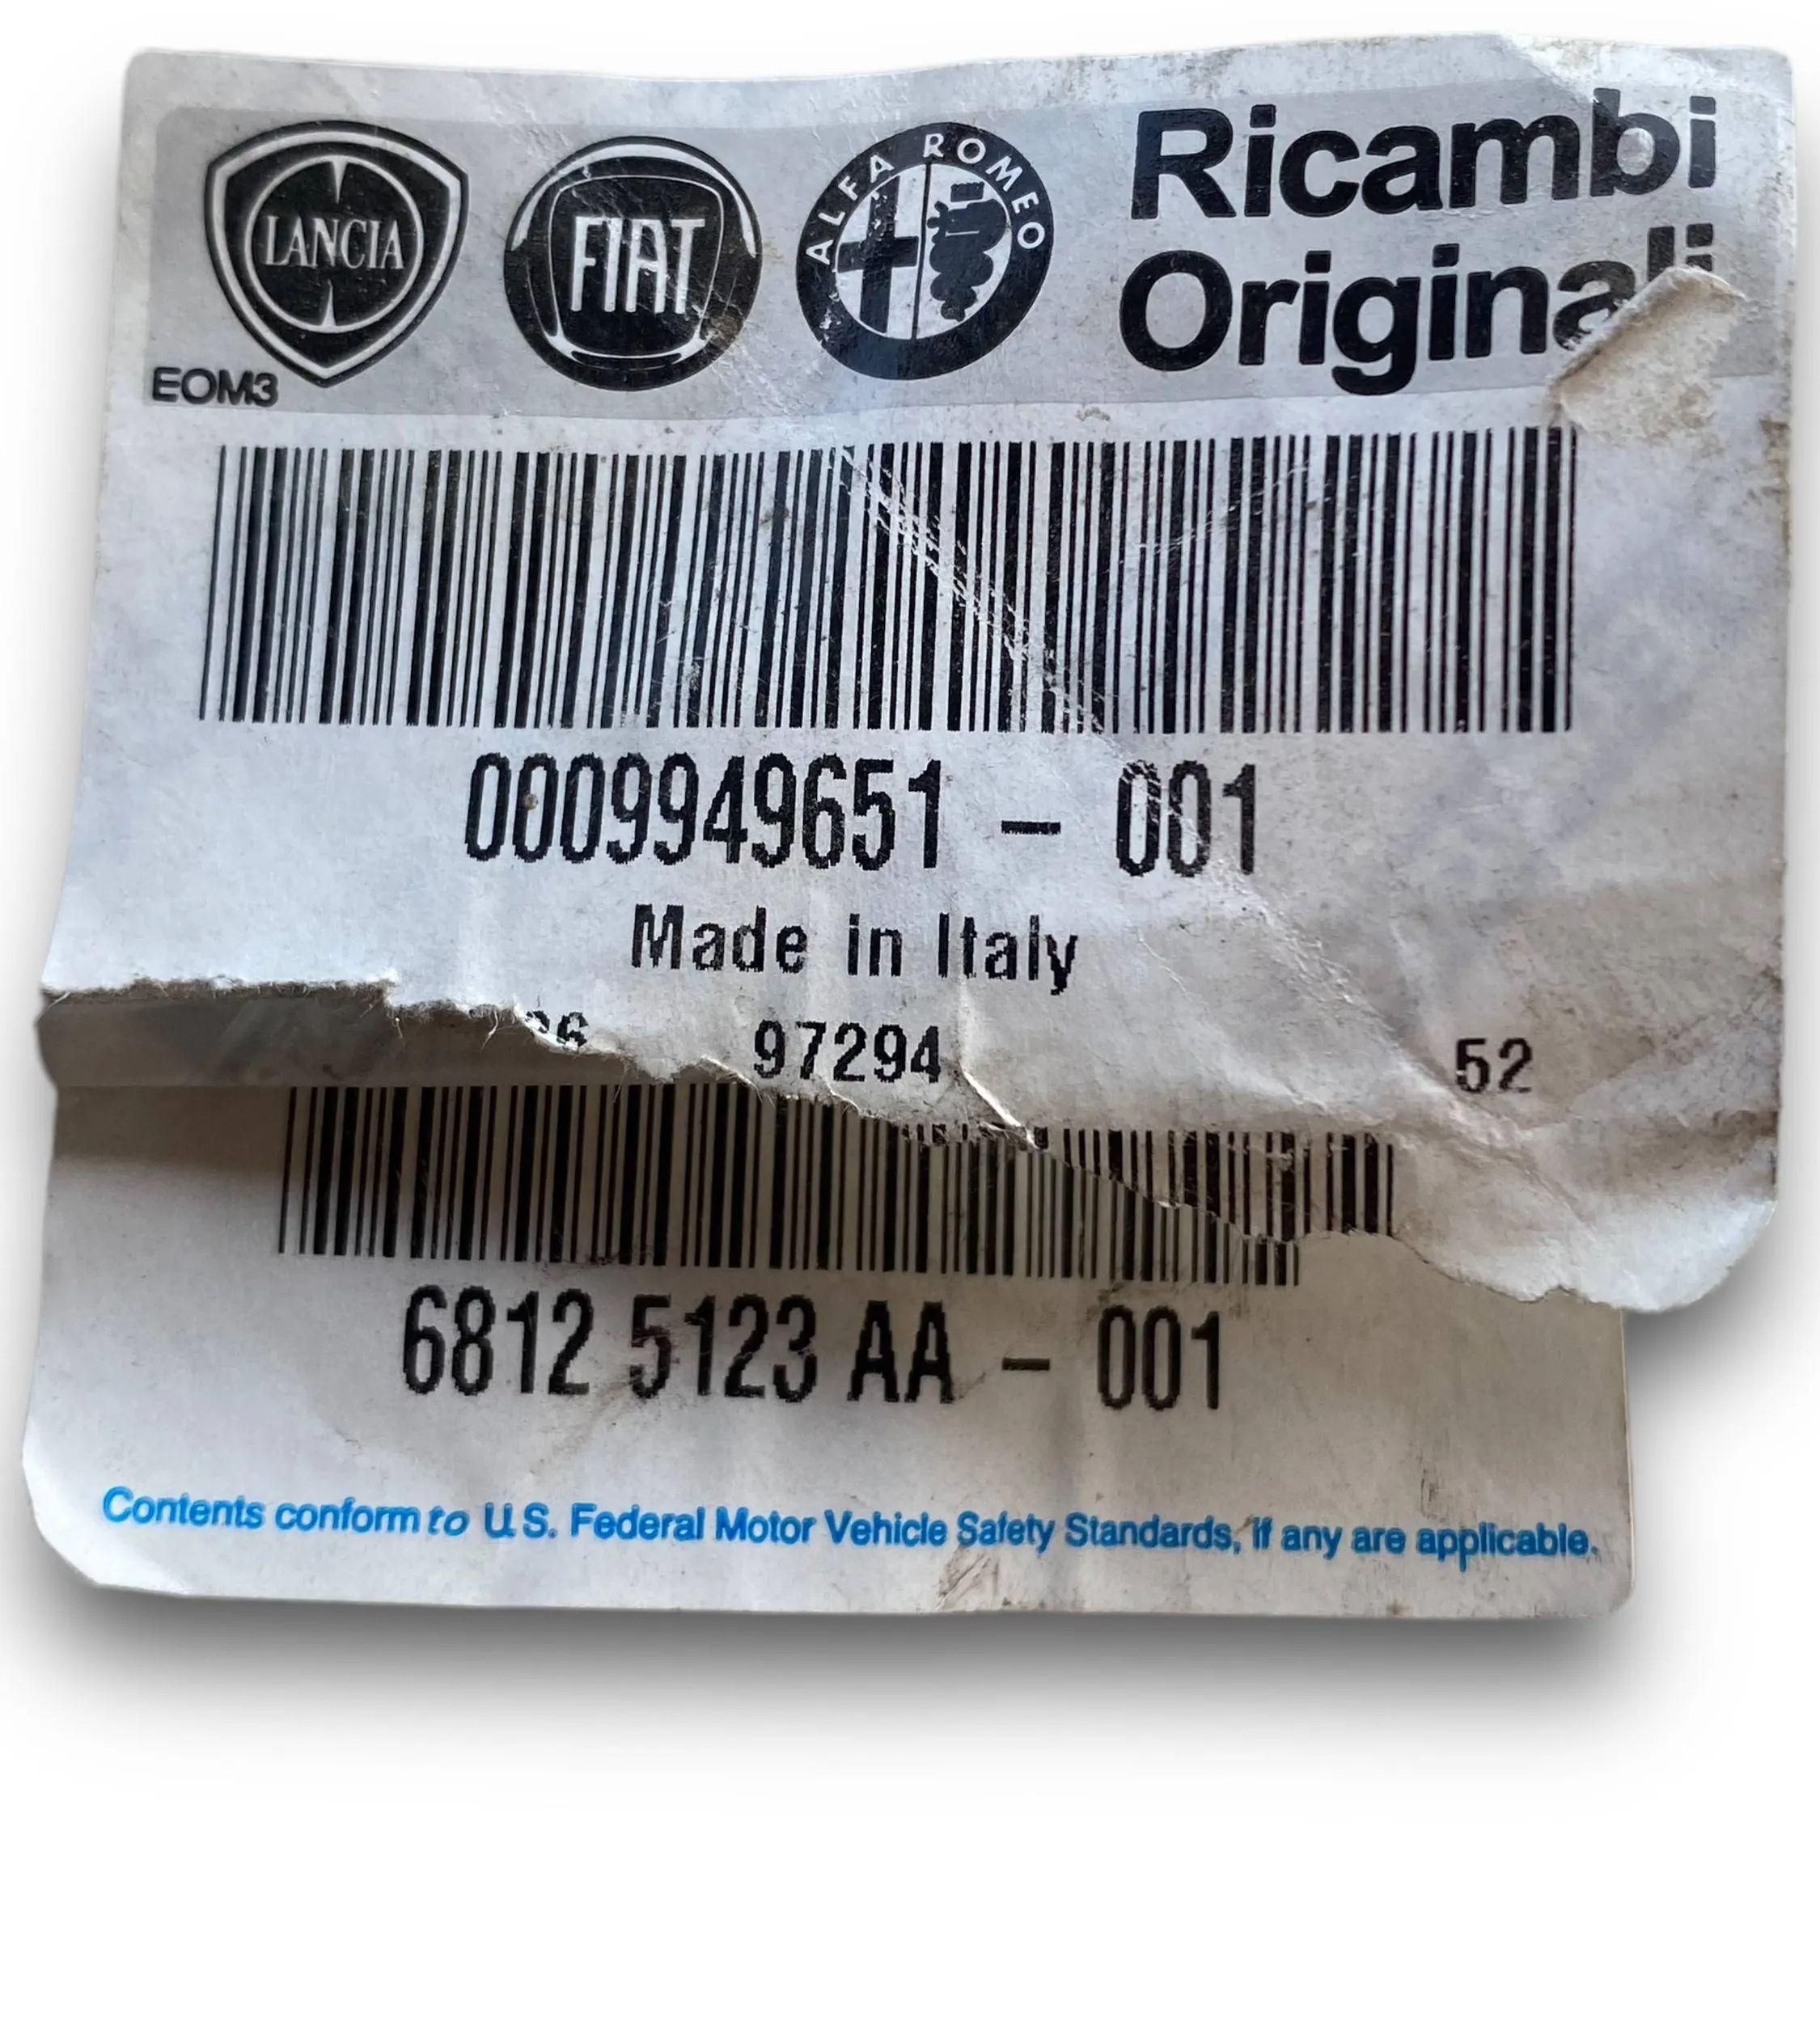 LANCIA
FIAT
ALFA ROMEO
Ricambi
Originali
EOM3
0009949651 - 001
Made in Italy
97294 52
6812 5123 AA - 001
Contents conform to U.S. Federal Motor Vehicle Safety Standards, if any are applicable.